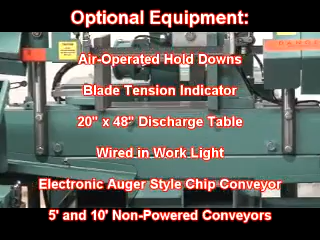 Optional Equipment:
Air-Operated Hold Downs
Blade Tension Indicator
20" x 48" Discharge Table
Wired in Work Light
Electronic Auger Style Chip Conveyor
5' and 10' Non-Powered Conveyors